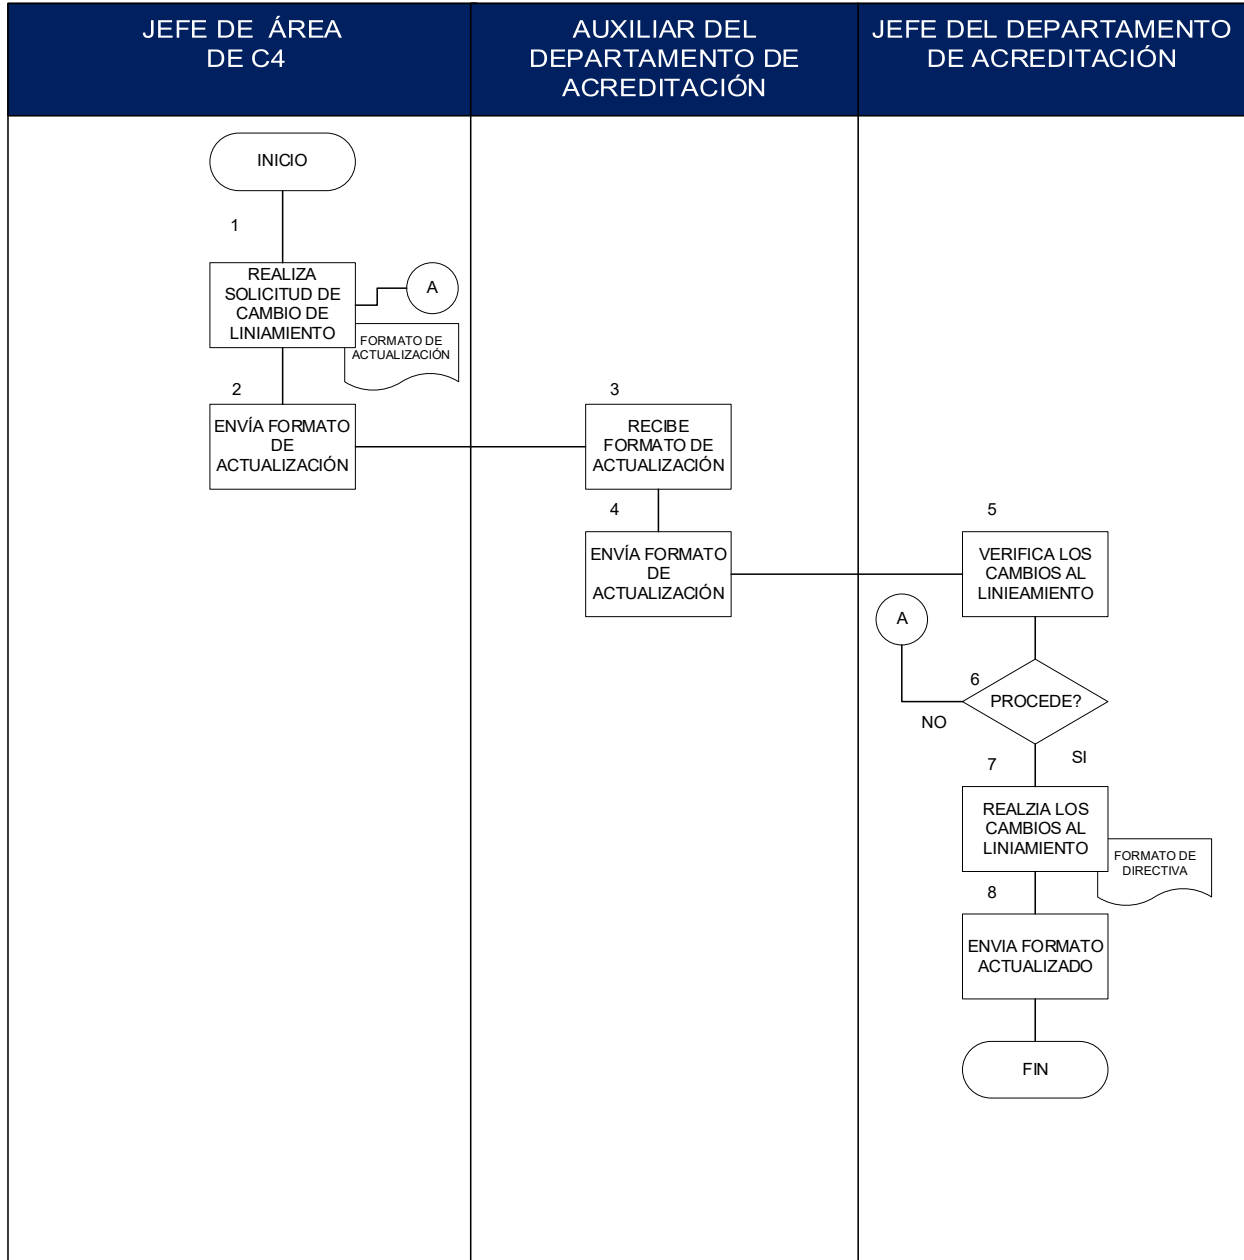 JEFE DE ÁREA
DE C4
AUXILIAR DEL
DEPARTAMENTO DE
ACREDITACIÓN
JEFE DEL DEPARTAMENTO
DE ACREDITACIÓN
INICIO
1
REALIZA
SOLICITUD DE
CAMBIO DE
LINIAMIENTO
A
FORMATO DE
ACTUALIZACIÓN
2
ENVÍA FORMATO
DE
ACTUALIZACIÓN
3
RECIBE
FORMATO DE
ACTUALIZACIÓN
4
ENVÍA FORMATO
DE
ACTUALIZACIÓN
5
VERIFICA LOS
CAMBIOS AL
LINIEAMIENTO
A
6
PROCEDE?
NO
SI
7
REALZIA LOS
CAMBIOS AL
LINIAMIENTO
FORMATO DE
DIRECTIVA
8
ENVIA FORMATO
ACTUALIZADO
FIN